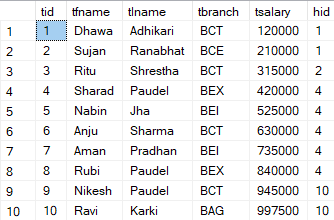 tid tfname tlname tbranch tsalary hid
1 1 Dhawa Adhikari BCT 120000 1
2 2 Sujan Ranabhat BCE 210000 1
3 3 Ritu Shrestha BCT 315000 2
4 4 Sharad Paudel BEX 420000 4
5 5 Nabin Jha BEI 525000 4
6 6 Anju Sharma BCT 630000 4
7 7 Aman Pradhan BEI 735000 4
8 8 Rubi Paudel BEX 840000 4
9 9 Nikesh Paudel BCT 945000 10
10 10 Ravi Karki BAG 997500 10